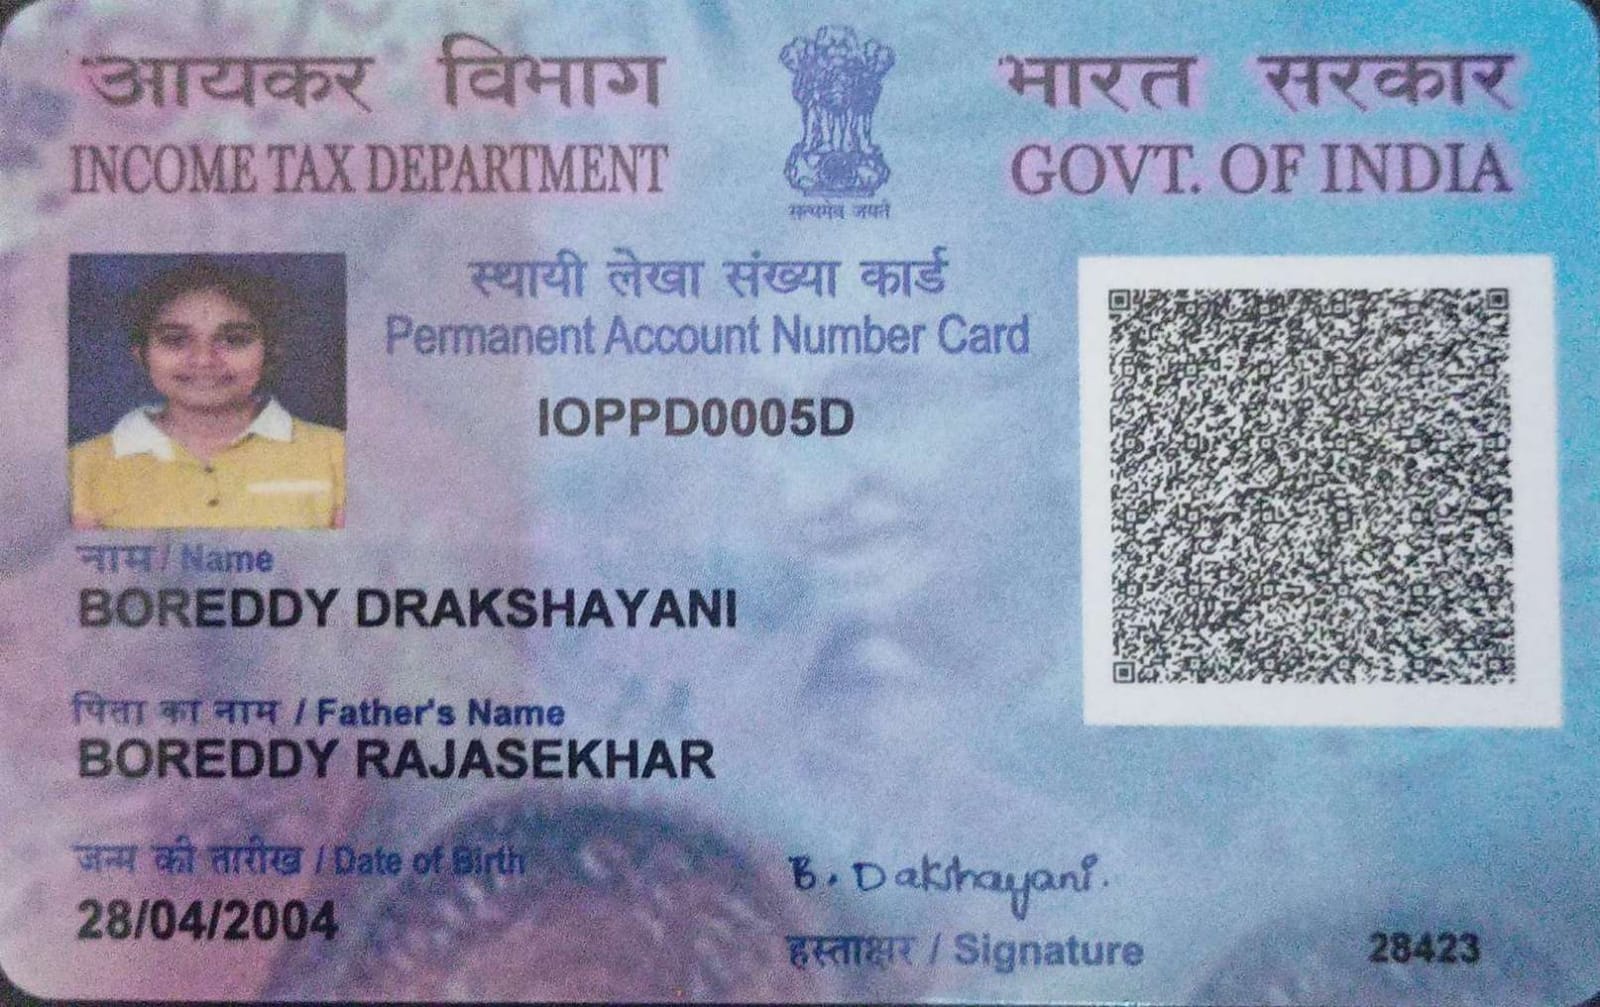 आयकर विभाग
INCOME TAX DEPARTMENT
सत्यमेव जयते
भारत सरकार
GOVT. OF INDIA
स्थायी लेखा संख्या कार्ड
Permanent Account Number Card
IOPPD0005D
नाम / Name
BOREDDY DRAKSHAYANI
पिता का नाम / Father's Name
BOREDDY RAJASEKHAR
जन्म की तारीख / Date of Birth
28/04/2004
B. Dakshayani.
हस्ताक्षर / Signature
28423